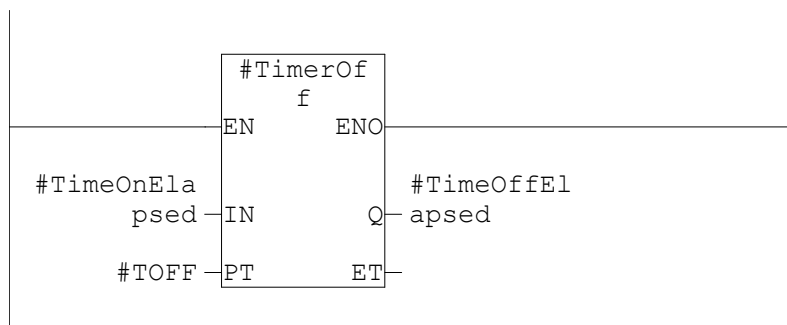 #TimerOf
f
EN ENO
#TimeOnEla #TimeOffEl
psed IN Q apsed
#TOFF PT ET